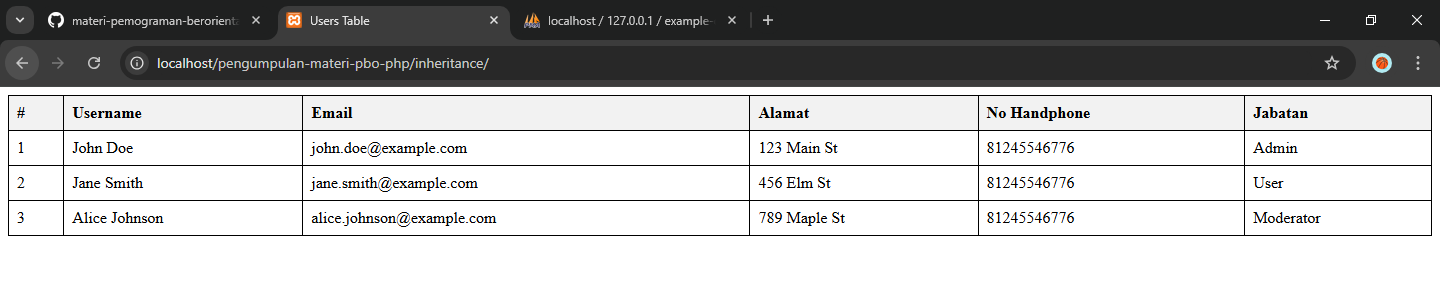 materi-pemograman-berorienta
Users Table
localhost / 127.0.0.1 / example-
localhost/pengumpulan-materi-pbo-php/inheritance/
# Username Email Alamat No Handphone Jabatan
1 John Doe john.doe@example.com 123 Main St 81245546776 Admin
2 Jane Smith jane.smith@example.com 456 Elm St 81245546776 User
3 Alice Johnson alice.johnson@example.com 789 Maple St 81245546776 Moderator